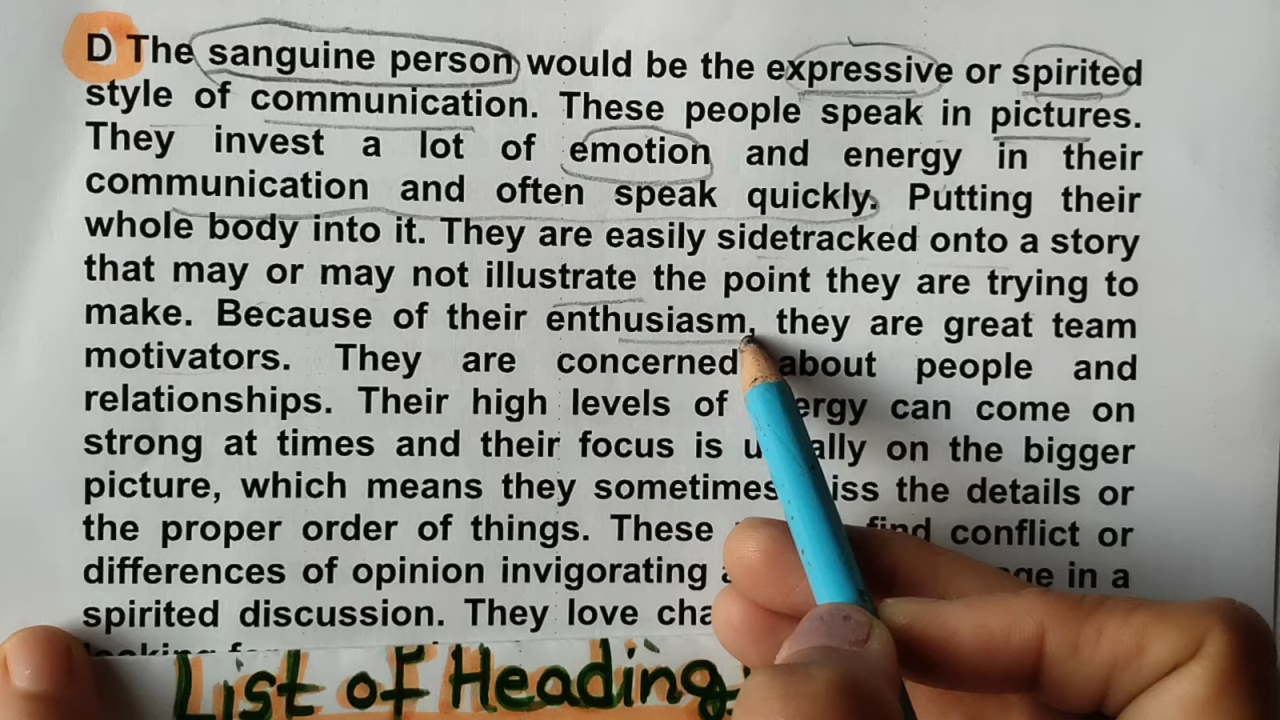 D The sanguine person would be the expressive or spirited
style of communication. These people speak in pictures.
They invest a lot of emotion and energy in their
communication and often speak quickly. Putting their
whole body into it. They are easily sidetracked onto a story
that may or may not illustrate the point they are trying to
make. Because of their enthusiasm, they are great team
motivators. They are concerned about people and
relationships. Their high levels of can come on
strong at times and their focus is on the bigger
picture, which means they sometimes the details or
the proper order of things. These find conflict or
differences of opinion invigorating in a
spirited discussion. They love
List of Heading